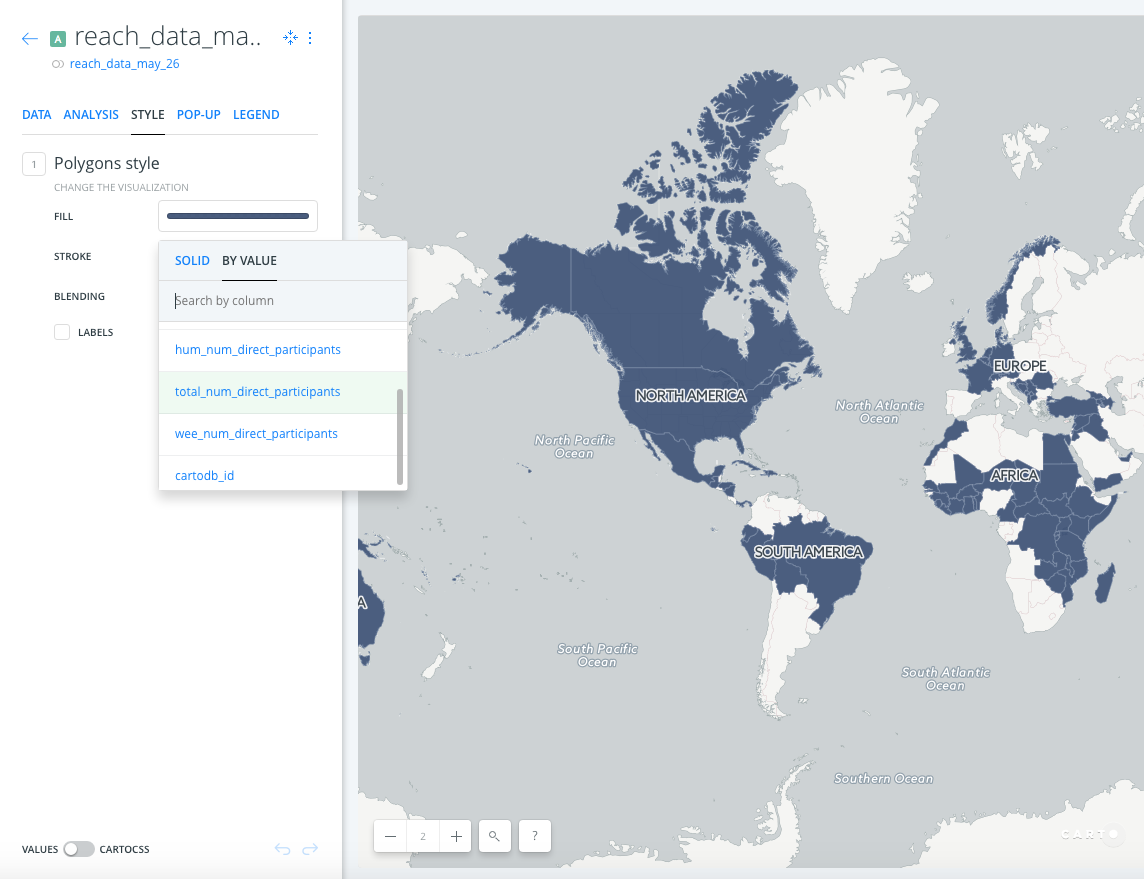 A reach_data_ma..
reach_data_may_26
DATA ANALYSIS STYLE POP-UP LEGEND
1 Polygons style
CHANGE THE VISUALIZATION
FILL
STROKE
BLENDING
LABELS
SOLID BY VALUE
Search by column
hum_num_direct_participants
total_num_direct_participants
wee_num_direct_participants
cartodb_id
VALUES CARTOCSS
NORTH AMERICA
EUROPE
North Atlantic
Ocean
North Pacific
Ocean
AFRICA
SOUTH AMERICA
A
South Pacific
Ocean
South Atlantic
Ocean
Southern Ocean
2
?
CARTO